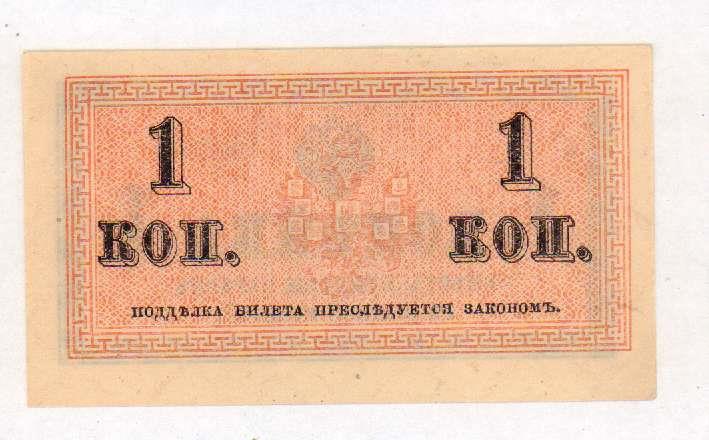 1 1
КОП. КОП.
ПОДДѢЛКА БИЛЕТА ПРЕСЛѢДУЕТСЯ ЗАКОНОМЪ.